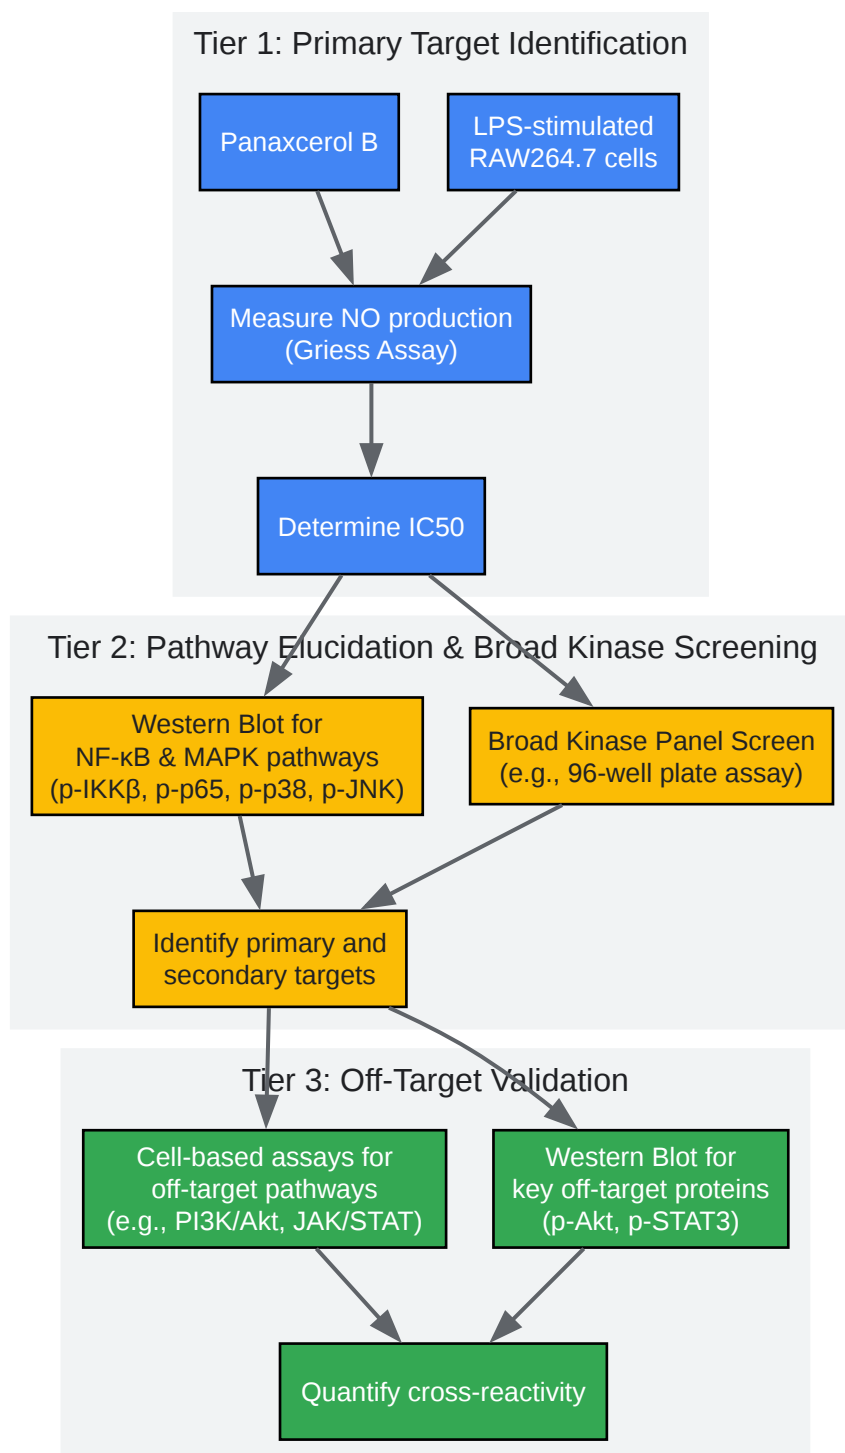 Tier 1: Primary Target Identification
Panaxcerol B
LPS-stimulated
RAW264.7 cells
Measure NO production
(Griess Assay)
Determine IC50
Tier 2: Pathway Elucidation & Broad Kinase Screening
Western Blot for
NF-κB & MAPK pathways
(p-IKKβ, p-p65, p-p38, p-JNK)
Broad Kinase Panel Screen
(e.g., 96-well plate assay)
Identify primary and
secondary targets
Tier 3: Off-Target Validation
Cell-based assays for
off-target pathways
(e.g., PI3K/Akt, JAK/STAT)
Western Blot for
key off-target proteins
(p-Akt, p-STAT3)
Quantify cross-reactivity